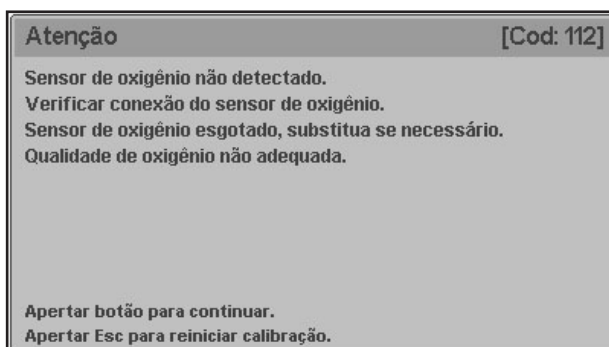 Atenção [Cod: 112]
Sensor de oxigênio não detectado.
Verificar conexão do sensor de oxigênio.
Sensor de oxigênio esgotado, substitua se necessário.
Qualidade de oxigênio não adequada.
Apertar botão para continuar.
Apertar Esc para reiniciar calibração.